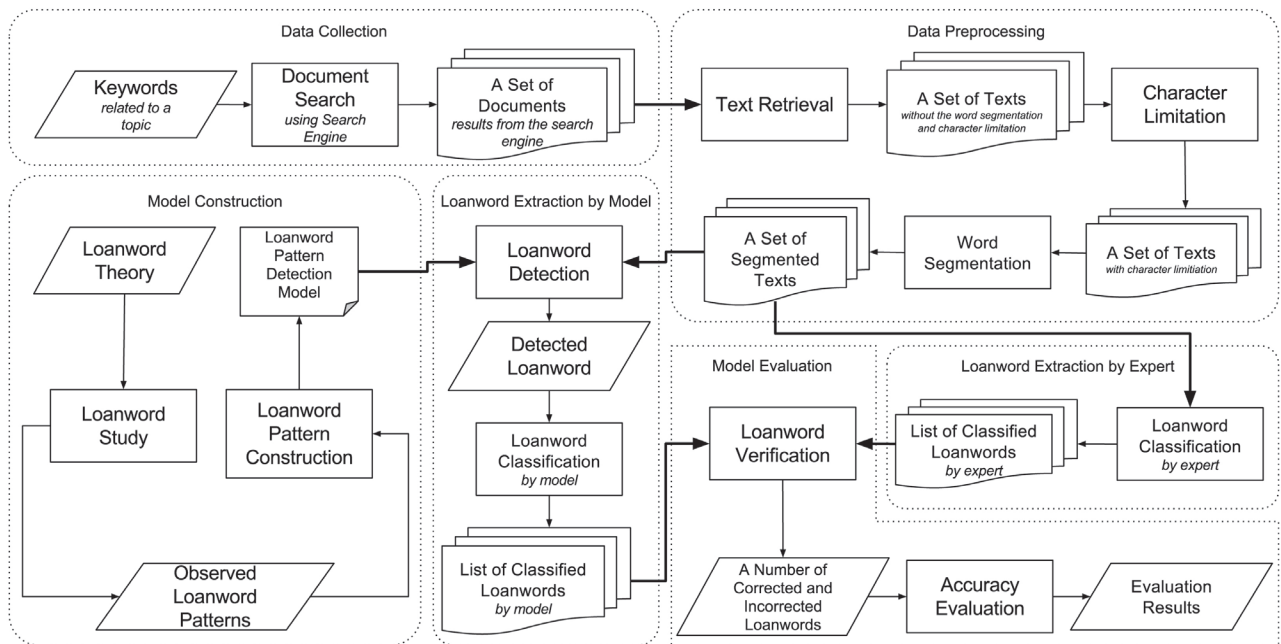 Data Collection
Keywords
related to a
topic
Document
Search
using Search
Engine
A Set of
Documents
results from the search
engine
Data Preprocessing
Text Retrieval
A Set of Texts
without the word segmentation
and character limitation
Character
Limitation
A Set of Texts
with character limitiation
Word
Segmentation
A Set of
Segmented
Texts
Model Construction
Loanword
Theory
Loanword
Study
Observed
Loanword
Patterns
Loanword
Pattern
Construction
Loanword
Pattern
Detection
Model
Loanword Extraction by Model
Loanword
Detection
Detected
Loanword
Loanword
Classification
by model
List of Classified
Loanwords
by model
Loanword Extraction by Expert
Loanword
Classification
by expert
List of Classified
Loanwords
by expert
Model Evaluation
Loanword
Verification
A Number of
Corrected and
Incorrected
Loanwords
Accuracy
Evaluation
Evaluation
Results